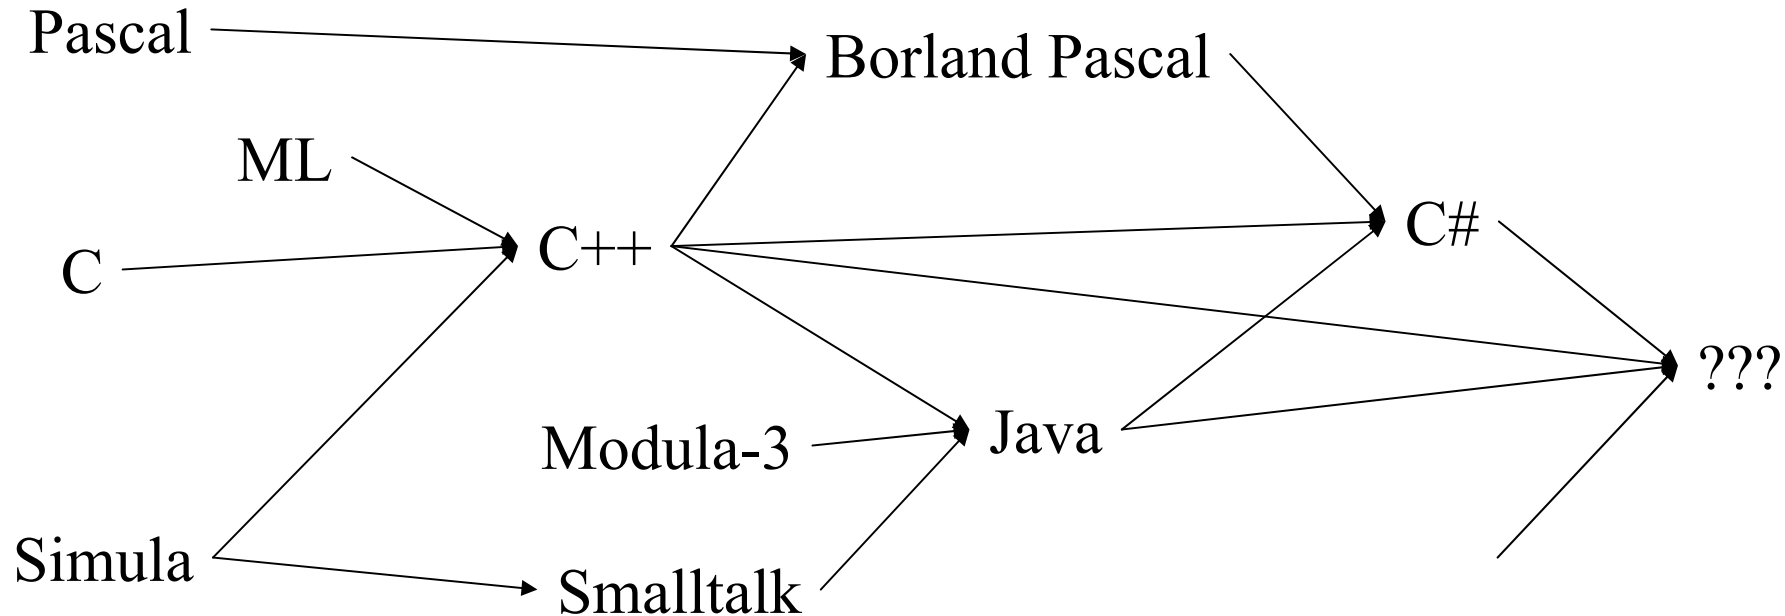 Pascal
Borland Pascal
ML
C
C++
C#
???
Modula-3
Java
Simula
Smalltalk